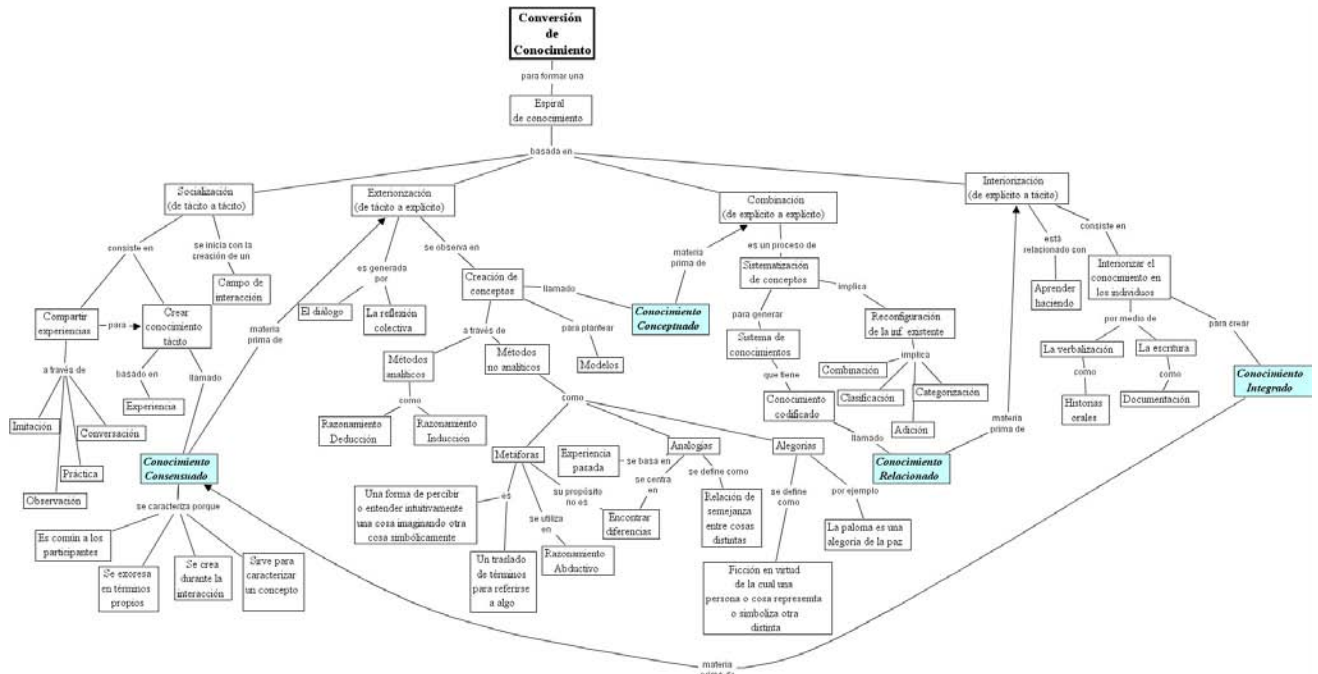 Conversión
de
Conocimiento
para formar una
Espiral
de conocimiento
basada en
Socialización
(de tácito a tácito)
consiste en
se inicia con la
creación de un
Campo de
interacción
Compartir
experiencias
para
Crear
conocimiento
tácito
a través de
Imitación
Observación
Práctica
Conversación
basado en
Experiencia
llamado
Conocimiento
Consensuado
se caracteriza porque
Es común a los
participantes
Se exoresa
en términos
propios
Se crea
durante la
interacción
Sirve para
caracterizar
un concepto
materia
prima de
Exteriorización
(de tácito a explícito)
es generada
por
El diálogo
La reflexión
colectiva
se observa en
Creación de
conceptos
llamado
Conocimiento
Conceptuado
a través de
para plantear
Modelos
Métodos
analíticos
como
Razonamiento
Deducción
Razonamiento
Inducción
Métodos
no analíticos
como
Metáforas
es
Una forma de percibir
o entender intuitivamente
una cosa imaginando otra
cosa simbólicamente
Un traslado
de términos
para referirse
a algo
se utiliza
en
Razonamiento
Abductivo
su propósito
no es
Encontrar
diferencias
Analogías
se basa en
Experiencia
pasada
se centra
en
se define como
Relación de
semejanza
entre cosas
distintas
Alegorías
se define
como
Ficción en virtud
de la cual una
persona o cosa representa
o simboliza otra
distinta
por ejemplo
La paloma es una
alegoría de la paz
materia
prima de
Combinación
(de explícito a explícito)
es un proceso de
Sistematización
de conceptos
para generar
Sistema de
conocimientos
que tiene
Conocimiento
codificado
llamado
Conocimiento
Relacionado
implica
Reconfiguración
de la inf. existente
implica
Combinación
Clasificación
Adición
Categorización
materia
prima de
Interiorización
(de explícito a tácito)
está
relacionado con
Aprender
haciendo
consiste en
Interiorizar el
conocimiento en
los individuos
por medio de
La verbalización
como
Historias
orales
La escritura
como
Documentación
para crear
Conocimiento
Integrado
materia
prima de